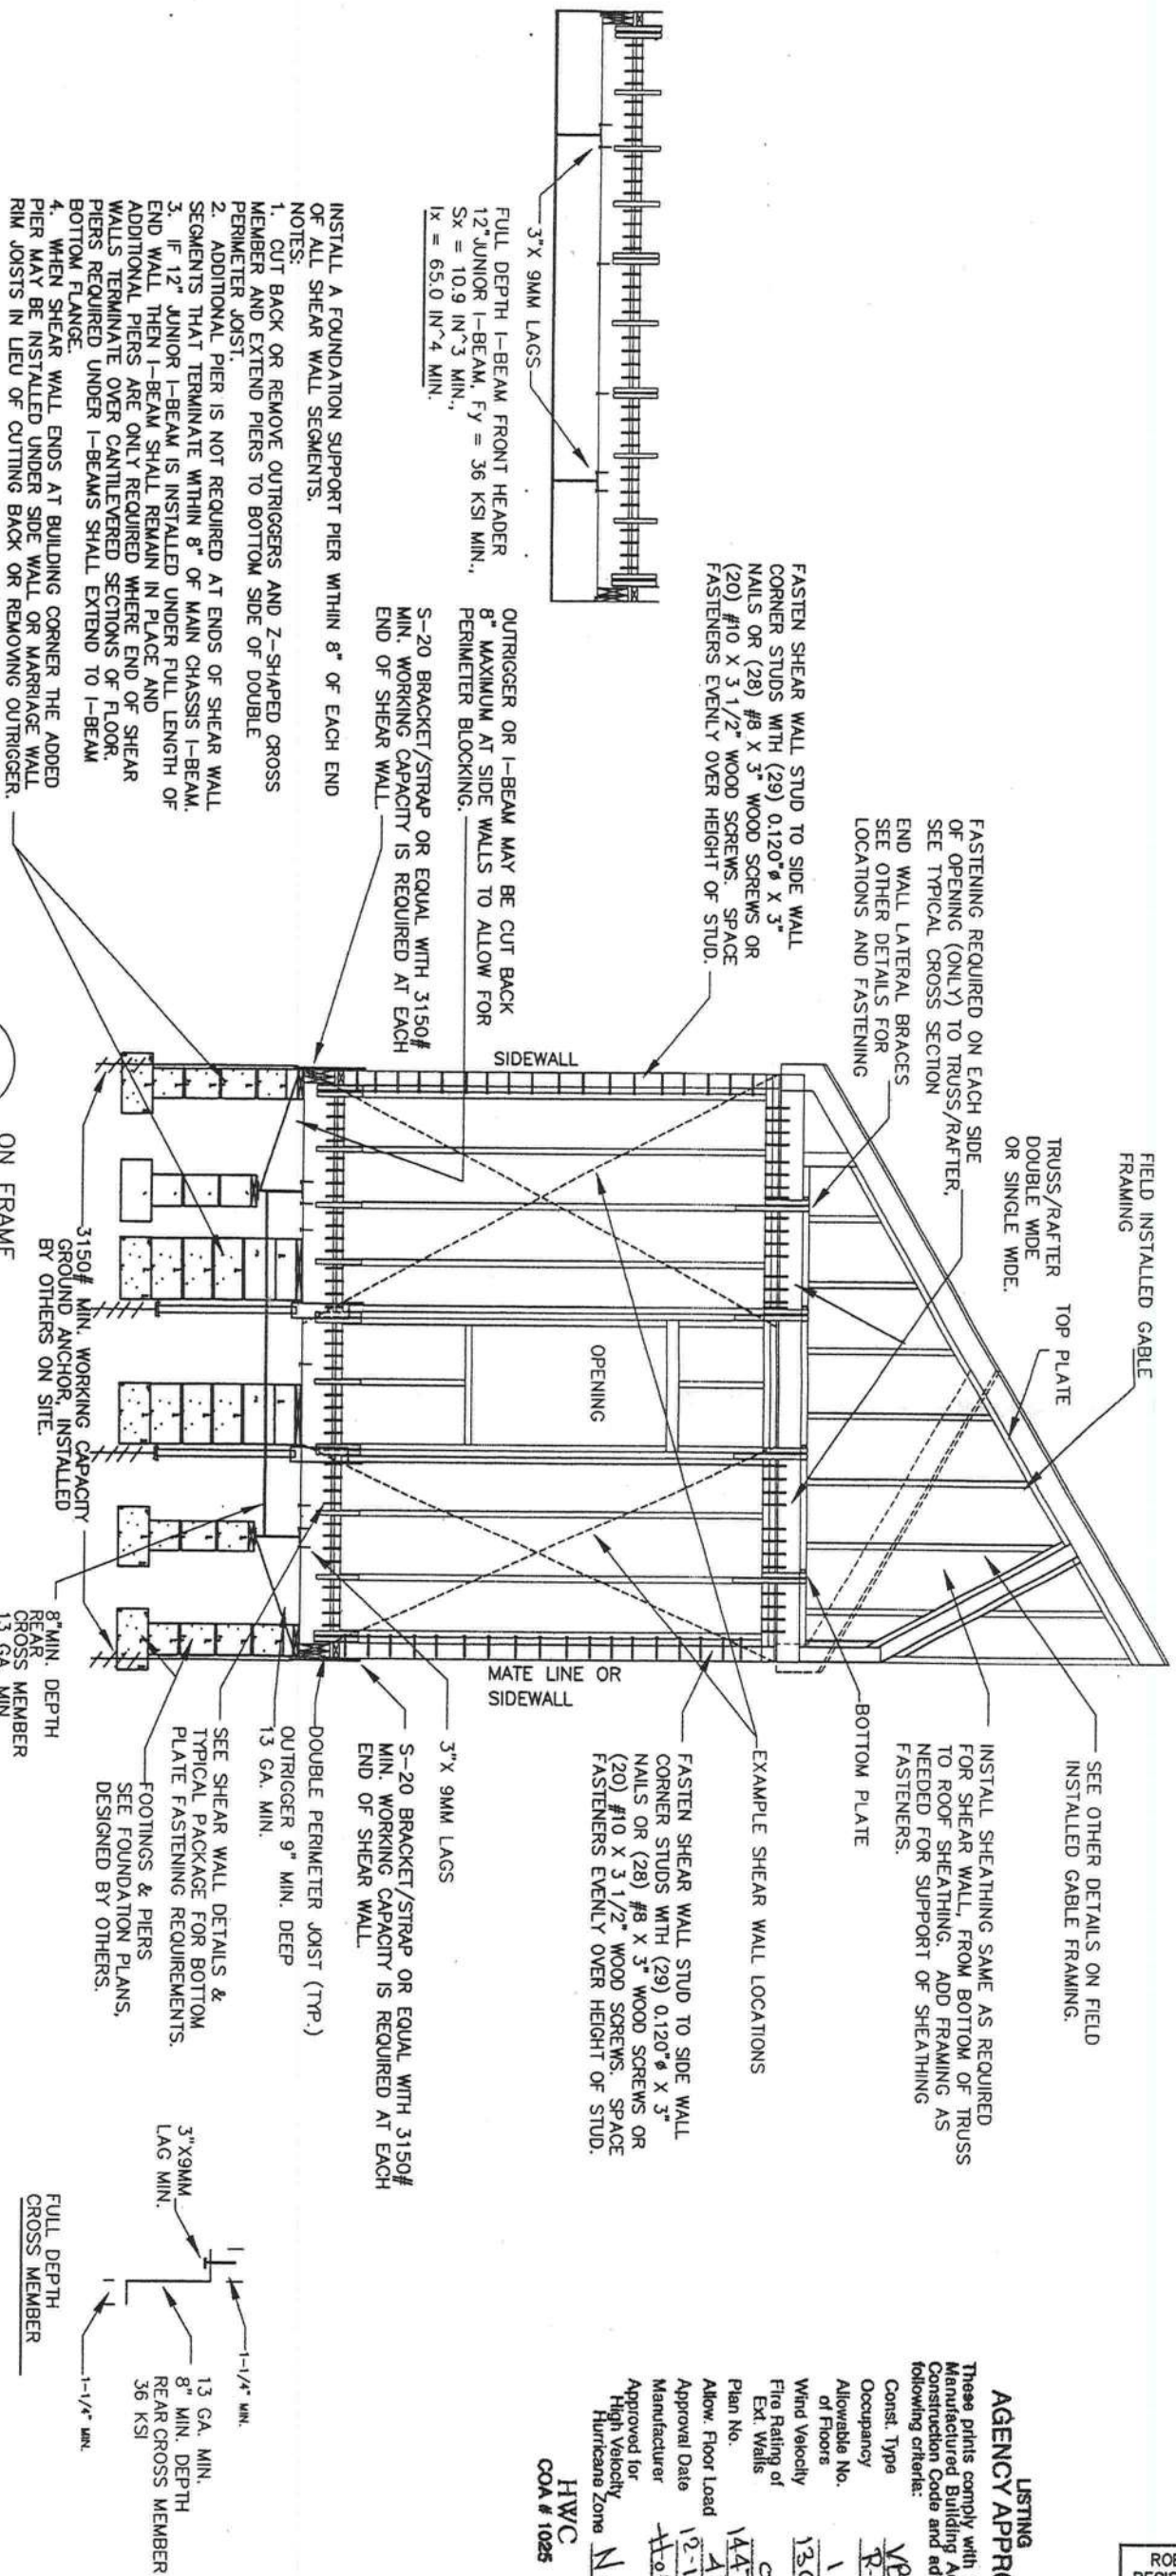 FIELD INSTALLED GABLE
FRAMING
TRUSS/RAFTER
DOUBLE WIDE
OR SINGLE WIDE.
TOP PLATE
FASTENING REQUIRED ON EACH SIDE
OF OPENING (ONLY) TO TRUSS/RAFTER,
SEE TYPICAL CROSS SECTION
END WALL LATERAL BRACES
SEE OTHER DETAILS FOR
LOCATIONS AND FASTENING
FASTEN SHEAR WALL STUD TO SIDE WALL
CORNER STUDS WITH (29) 0.120"ø X 3"
NAILS OR (28) #8 X 3" WOOD SCREWS OR
(20) #10 X 3 1/2" WOOD SCREWS. SPACE
FASTENERS EVENLY OVER HEIGHT OF STUD.
OUTRIGGER OR I-BEAM MAY BE CUT BACK
8" MAXIMUM AT SIDE WALLS TO ALLOW FOR
PERIMETER BLOCKING.
S-20 BRACKET/STRAP OR EQUAL WITH 3150#
MIN. WORKING CAPACITY IS REQUIRED AT EACH
END OF SHEAR WALL.
3"X 9MM LAGS
FULL DEPTH I-BEAM FRONT HEADER
12"JUNIOR I-BEAM, Fy = 36 KSI MIN.,
Sx = 10.9 IN^3 MIN.,
Ix = 65.0 IN^4 MIN.
INSTALL A FOUNDATION SUPPORT PIER WITHIN 8" OF EACH END
OF ALL SHEAR WALL SEGMENTS.
NOTES:
1. CUT BACK OR REMOVE OUTRIGGERS AND Z-SHAPED CROSS
MEMBER AND EXTEND PIERS TO BOTTOM SIDE OF DOUBLE
PERIMETER JOIST.
2. ADDITIONAL PIER IS NOT REQUIRED AT ENDS OF SHEAR WALL
SEGMENTS THAT TERMINATE WITHIN 8" OF MAIN CHASSIS I-BEAM.
3. IF 12" JUNIOR I-BEAM IS INSTALLED UNDER FULL LENGTH OF
END WALL THEN I-BEAM SHALL REMAIN IN PLACE AND
ADDITIONAL PIERS ARE ONLY REQUIRED WHERE END OF SHEAR
WALLS TERMINATE OVER CANTILEVERED SECTIONS OF FLOOR.
PIERS REQUIRED UNDER I-BEAMS SHALL EXTEND TO I-BEAM
BOTTOM FLANGE.
4. WHEN SHEAR WALL ENDS AT BUILDING CORNER THE ADDED
PIER MAY BE INSTALLED UNDER SIDE WALL OR MARRIAGE WALL
RIM JOISTS IN LIEU OF CUTTING BACK OR REMOVING OUTRIGGER.
SIDEWALL
OPENING
MATE LINE OR
SIDEWALL
3150# MIN. WORKING CAPACITY
GROUND ANCHOR, INSTALLED
BY OTHERS ON SITE.
ON FRAME
8"MIN. DEPTH
REAR
CROSS MEMBER
13 GA. MIN
SEE OTHER DETAILS ON FIELD
INSTALLED GABLE FRAMING.
INSTALL SHEATHING SAME AS REQUIRED
FOR SHEAR WALL, FROM BOTTOM OF TRUSS
TO ROOF SHEATHING. ADD FRAMING AS
NEEDED FOR SUPPORT OF SHEATHING
FASTENERS.
BOTTOM PLATE
EXAMPLE SHEAR WALL LOCATIONS
FASTEN SHEAR WALL STUD TO SIDE WALL
CORNER STUDS WITH (29) 0.120"ø X 3"
NAILS OR (28) #8 X 3" WOOD SCREWS OR
(20) #10 X 3 1/2" WOOD SCREWS. SPACE
FASTENERS EVENLY OVER HEIGHT OF STUD.
3"X 9MM LAGS
S-20 BRACKET/STRAP OR EQUAL WITH 3150#
MIN. WORKING CAPACITY IS REQUIRED AT EACH
END OF SHEAR WALL.
DOUBLE PERIMETER JOIST (TYP.)
OUTRIGGER 9" MIN. DEEP
13 GA. MIN.
SEE SHEAR WALL DETAILS &
TYPICAL PACKAGE FOR BOTTOM
PLATE FASTENING REQUIREMENTS.
FOOTINGS & PIERS
SEE FOUNDATION PLANS,
DESIGNED BY OTHERS.
3"X9MM
LAG MIN.
1-1/4" MIN.
13 GA. MIN.
8" MIN. DEPTH
REAR CROSS MEMBER
36 KSI
1-1/4" MIN.
FULL DEPTH
CROSS MEMBER
LISTING
AGENCY APPRO
These prints comply with
Manufactured Building A
Construction Code and ad
following criteria:
Const. Type
Occupancy
Allowable No.
of Floors
Wind Velocity
Fire Rating of
Ext. Walls
Plan No.
Allow. Floor Load
Approval Date
Manufacturer
Approved for
High Velocity
Hurricane Zone N
HWC
COA # 1025